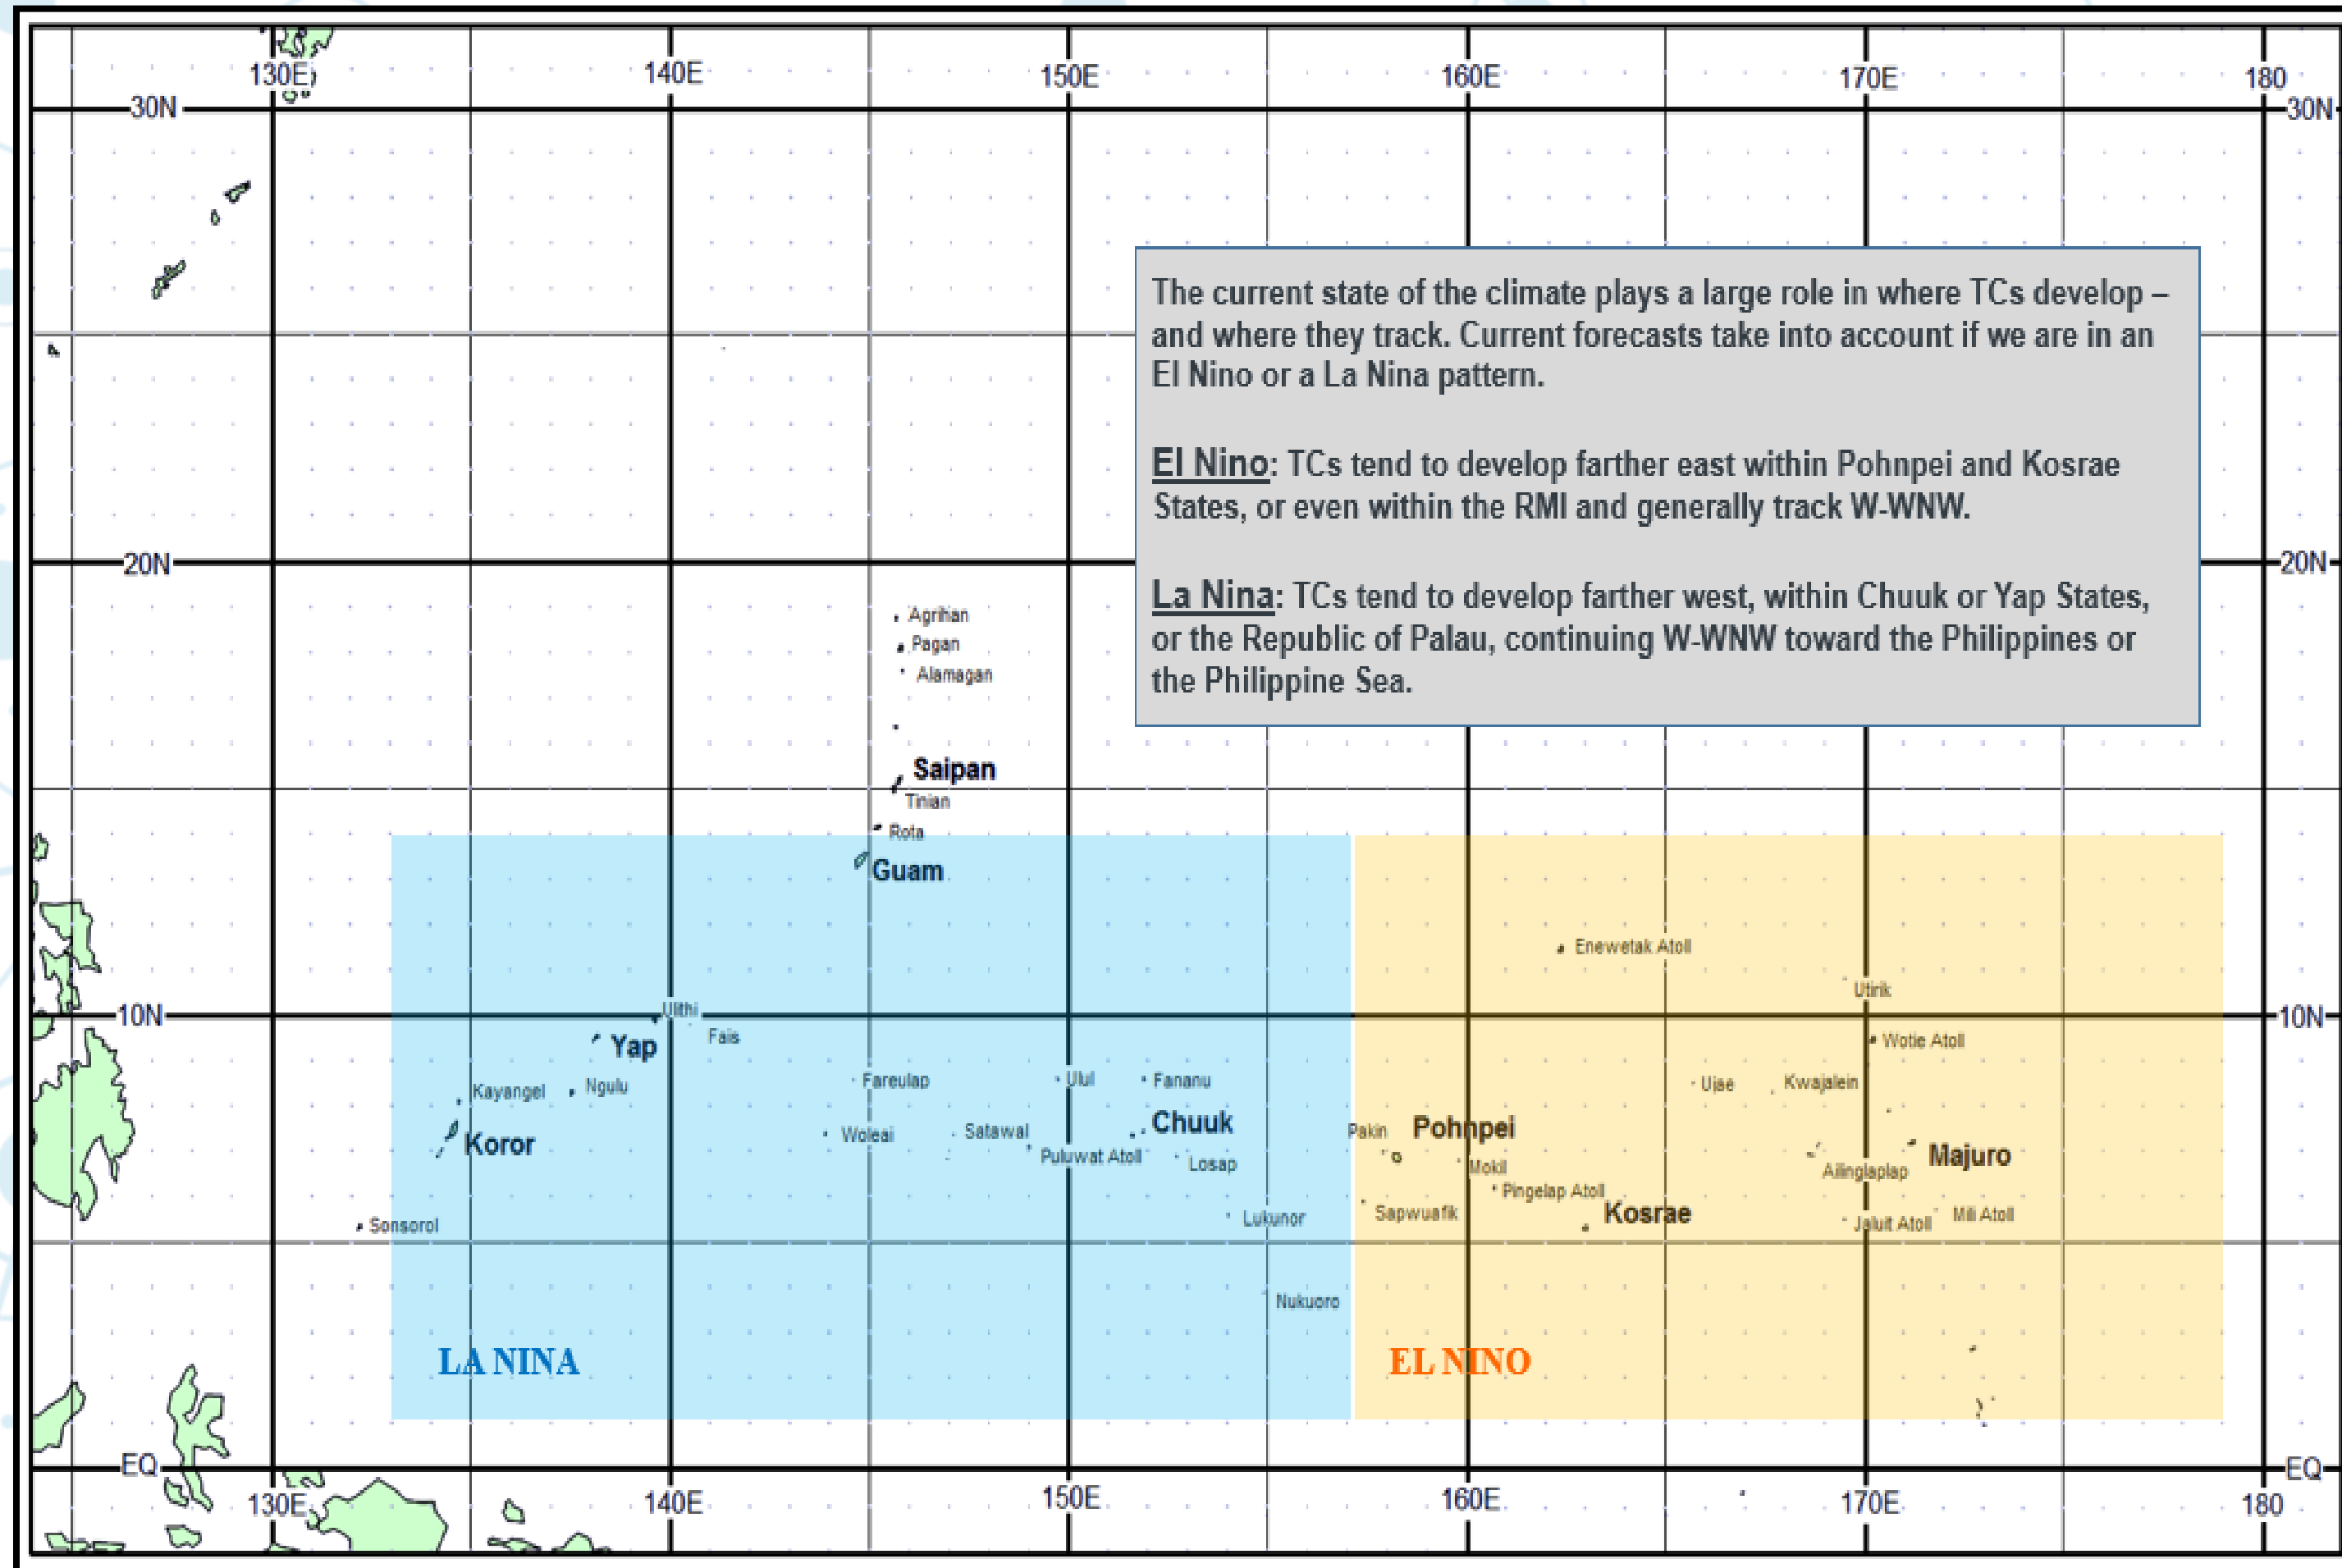 130E
140E
150E
160E
170E
180
30N
30N
The current state of the climate plays a large role in where TCs develop –
and where they track. Current forecasts take into account if we are in an
El Nino or a La Nina pattern.
El Nino: TCs tend to develop farther east within Pohnpei and Kosrae
States, or even within the RMI and generally track W-WNW.
20N
20N
La Nina: TCs tend to develop farther west, within Chuuk or Yap States,
or the Republic of Palau, continuing W-WNW toward the Philippines or
the Philippine Sea.
Agrihan
Pagan
Alamagan
Saipan
Tinian
Rota
Guam
Enewetak Atoll
Utirik
10N
Ulithi
10N
Yap
Fais
Wotie Atoll
Kayangel
Ngulu
Fareulap
Ulul
Fananu
Ujae
Kwajalein
Koror
Woleai
Satawal
Chuuk
Pakin
Pohnpei
Puluwat Atoll
Losap
Mokil
Ailinglaplap
Majuro
Pingelap Atoll
Sonsorol
Lukunor
Sapwuafik
Kosrae
Jaluit Atoll
Mili Atoll
Nukuoro
LA NINA
EL NINO
EQ
EQ
130E
140E
150E
160E
170E
180